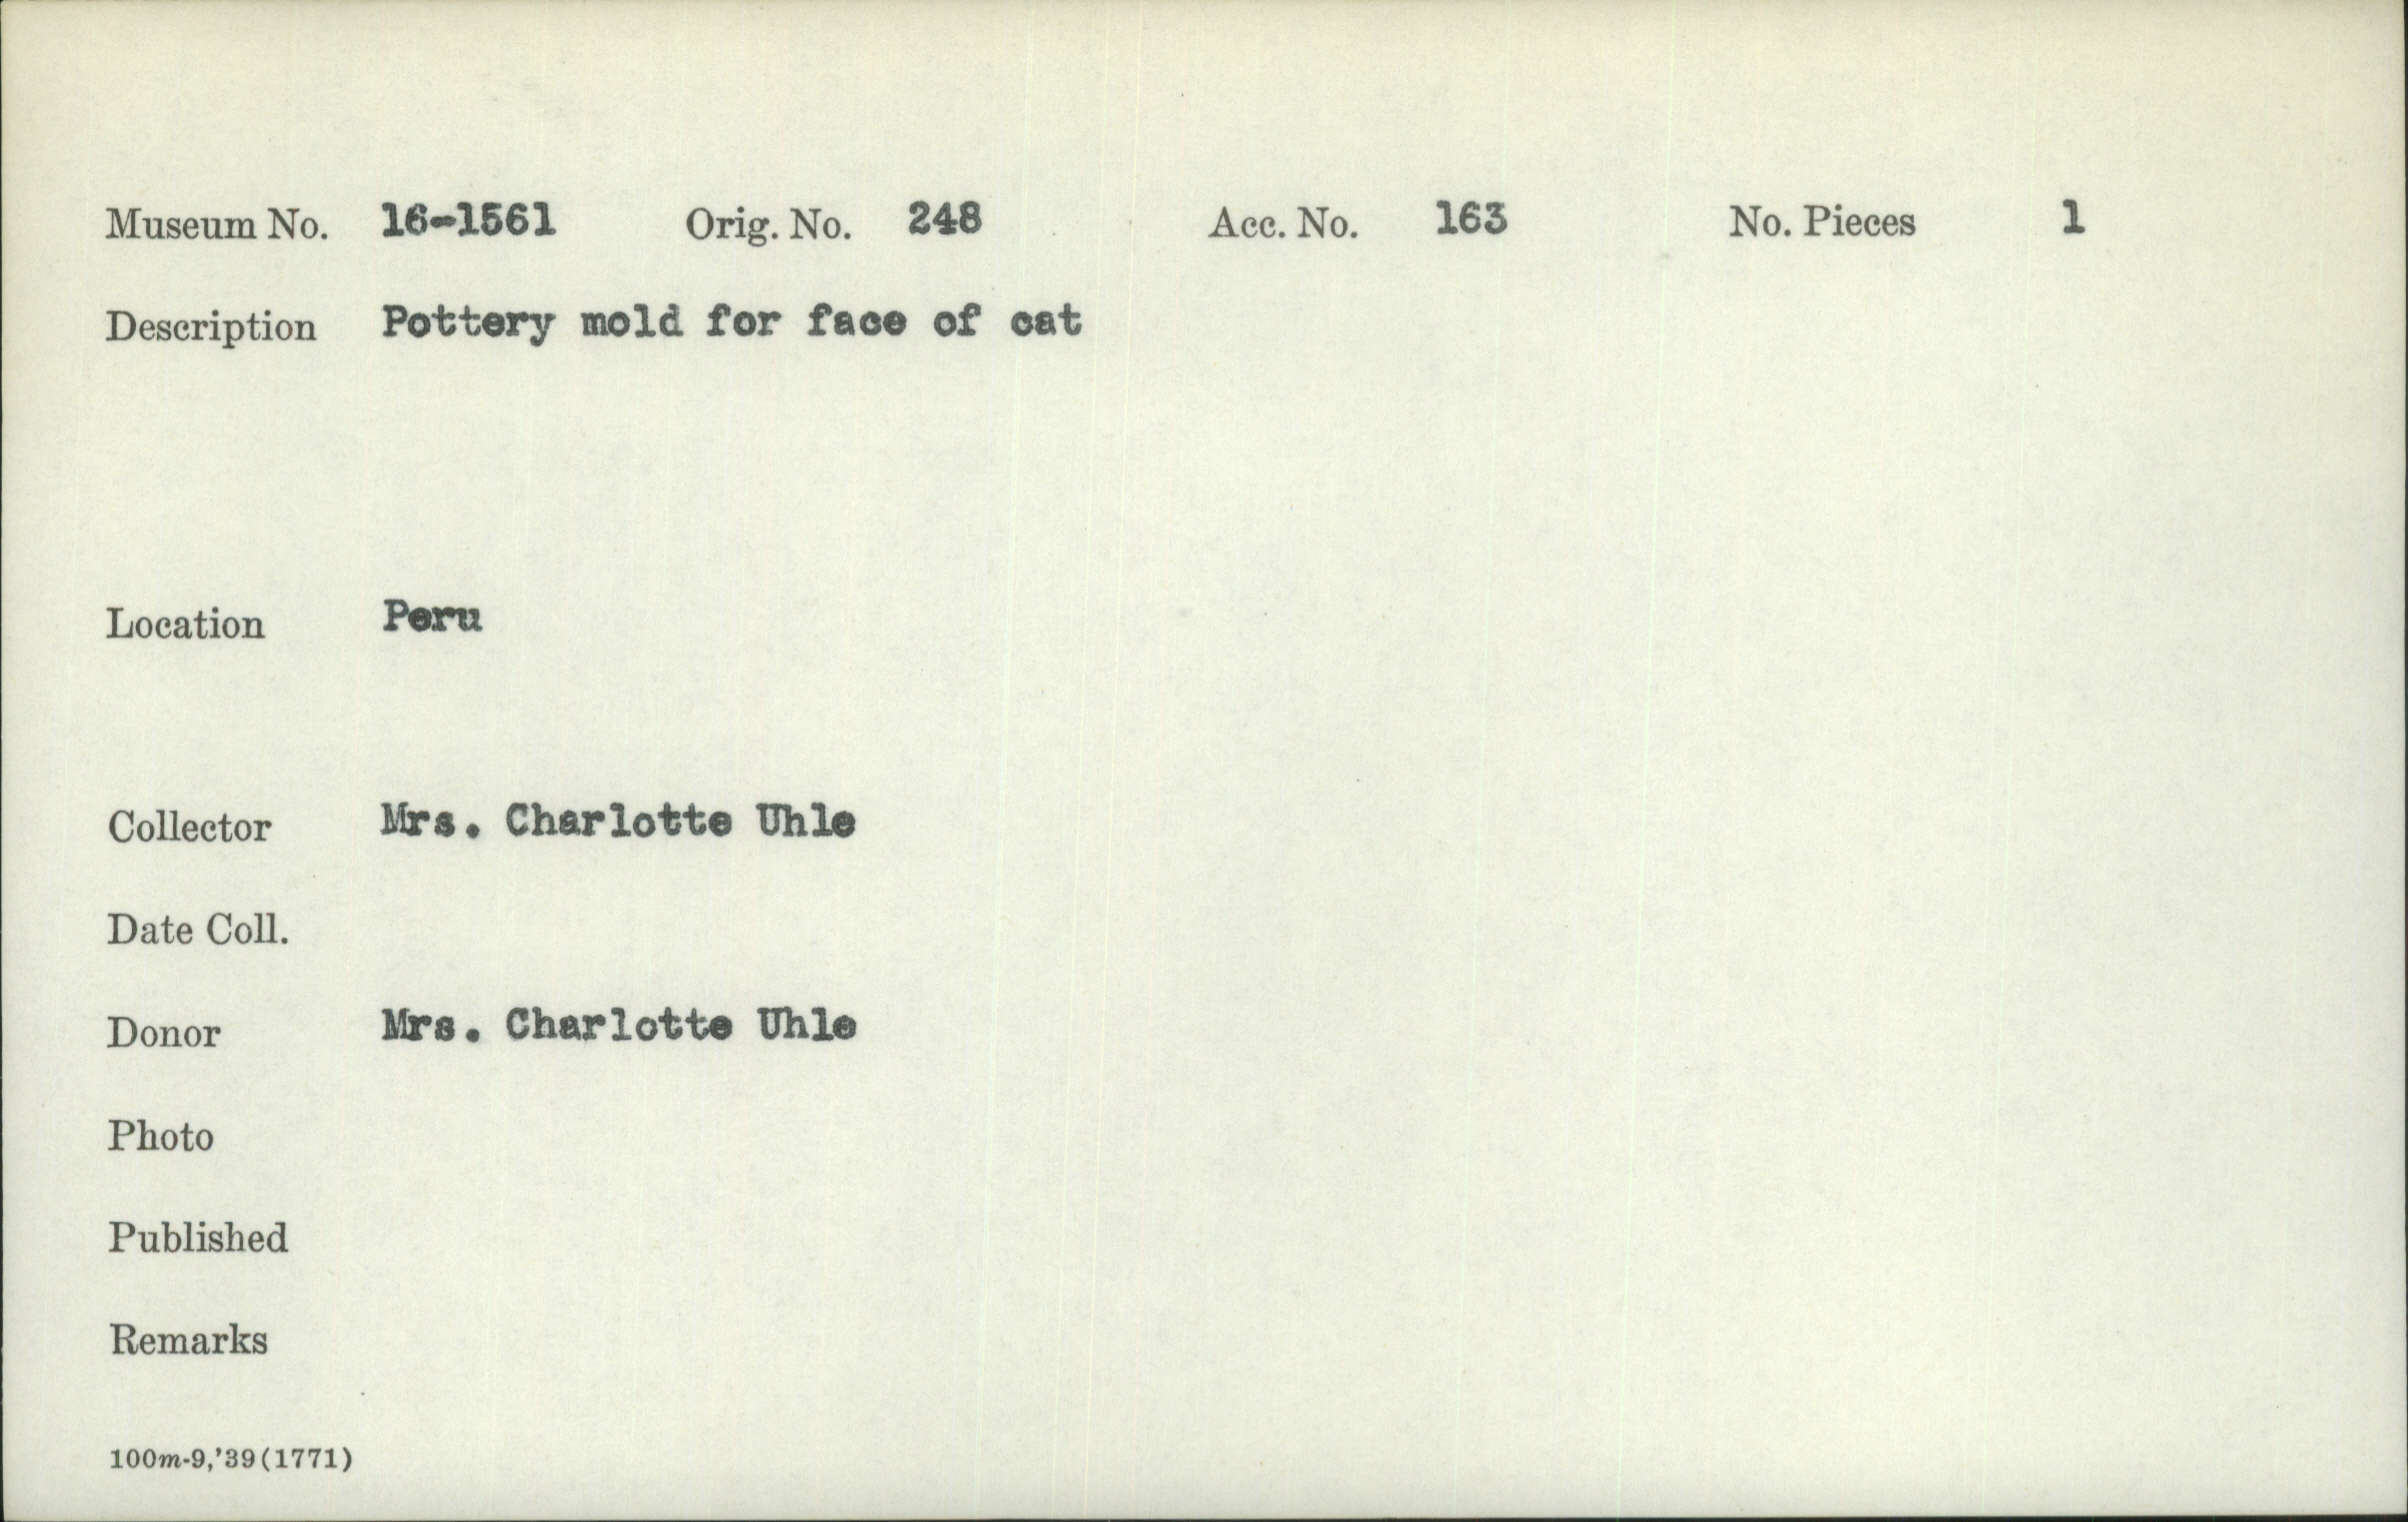 Museum No. 16-1561 Orig. No. 248 Acc. No. 163 No. Pieces 1
Description Pottery mold for face of cat
Location Peru
Collector Mrs. Charlotte Uhle
Date Coll.
Donor Mrs. Charlotte Uhle
Photo
Published
Remarks
100m-9,'39(1771)